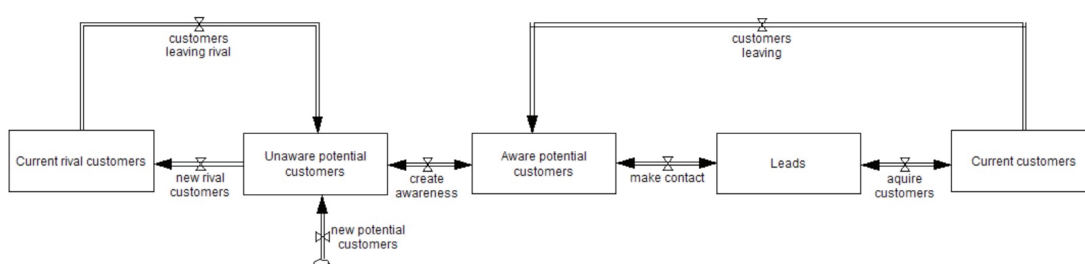 customers
leaving rival
customers
leaving
Current rival customers
Unaware potential
customers
Aware potential
customers
Leads
Current customers
new rival
customers
create
awareness
make contact
aquire
customers
new potential
customers